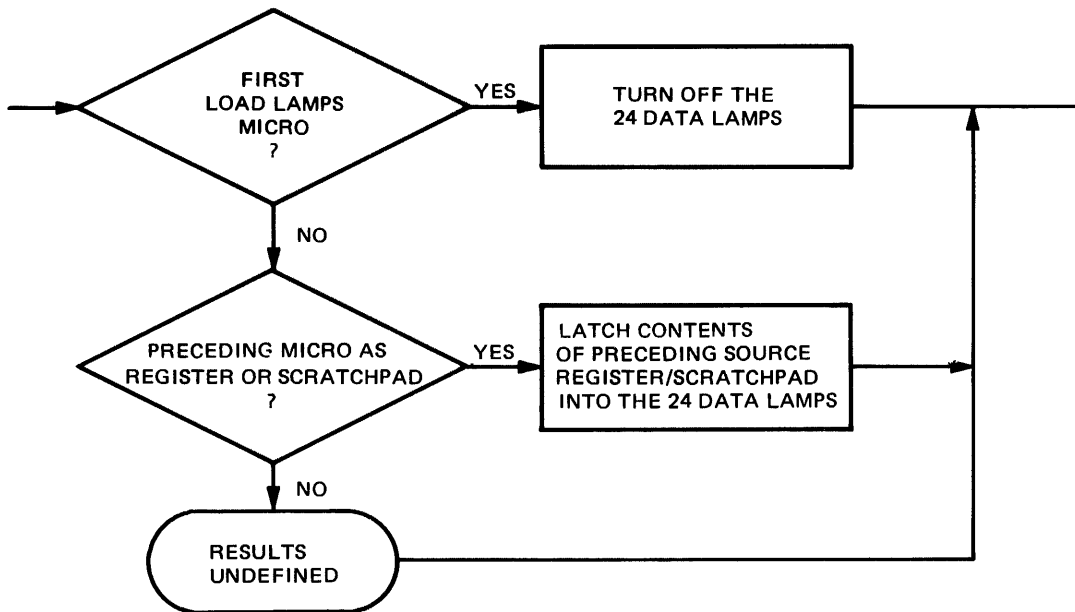 FIRST
LOAD LAMPS
MICRO
?
YES
TURN OFF THE
24 DATA LAMPS
NO
PRECEDING MICRO AS
REGISTER OR SCRATCHPAD
?
YES
LATCH CONTENTS
OF PRECEDING SOURCE
REGISTER/SCRATCHPAD
INTO THE 24 DATA LAMPS
NO
RESULTS
UNDEFINED